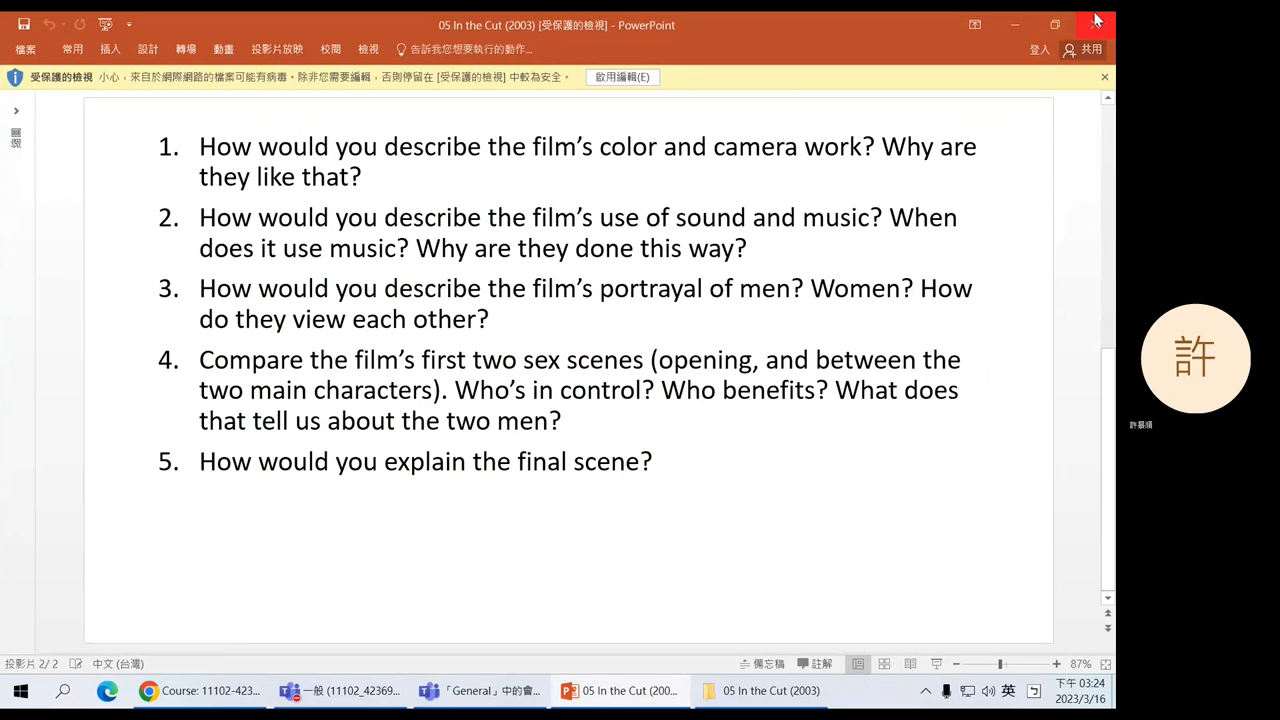 05 In the Cut (2003) [受保護的檢視] - PowerPoint
檔案 常用 插入 設計 轉場 動畫 投影片放映 校閱 檢視 告訴我您想要執行的動作... 登入 共用
受保護的檢視 小心，來自於網際網路的檔案可能有病毒。除非您需要編輯，否則停留在 [受保護的檢視] 中較為安全。 啟用編輯(E)
1. How would you describe the film’s color and camera work? Why are
they like that?
2. How would you describe the film’s use of sound and music? When
does it use music? Why are they done this way?
3. How would you describe the film’s portrayal of men? Women? How
do they view each other?
4. Compare the film’s first two sex scenes (opening, and between the
two main characters). Who’s in control? Who benefits? What does
that tell us about the two men?
5. How would you explain the final scene?
許
許景順
投影片 2/ 2 中文 (台灣) 備忘稿 註解 87%
Course: 11102-423... 一般 (11102_4F369... 「General」中的會... 05 In the Cut (200... 05 In the Cut (2003) 英 下午 03:24
2023/3/16